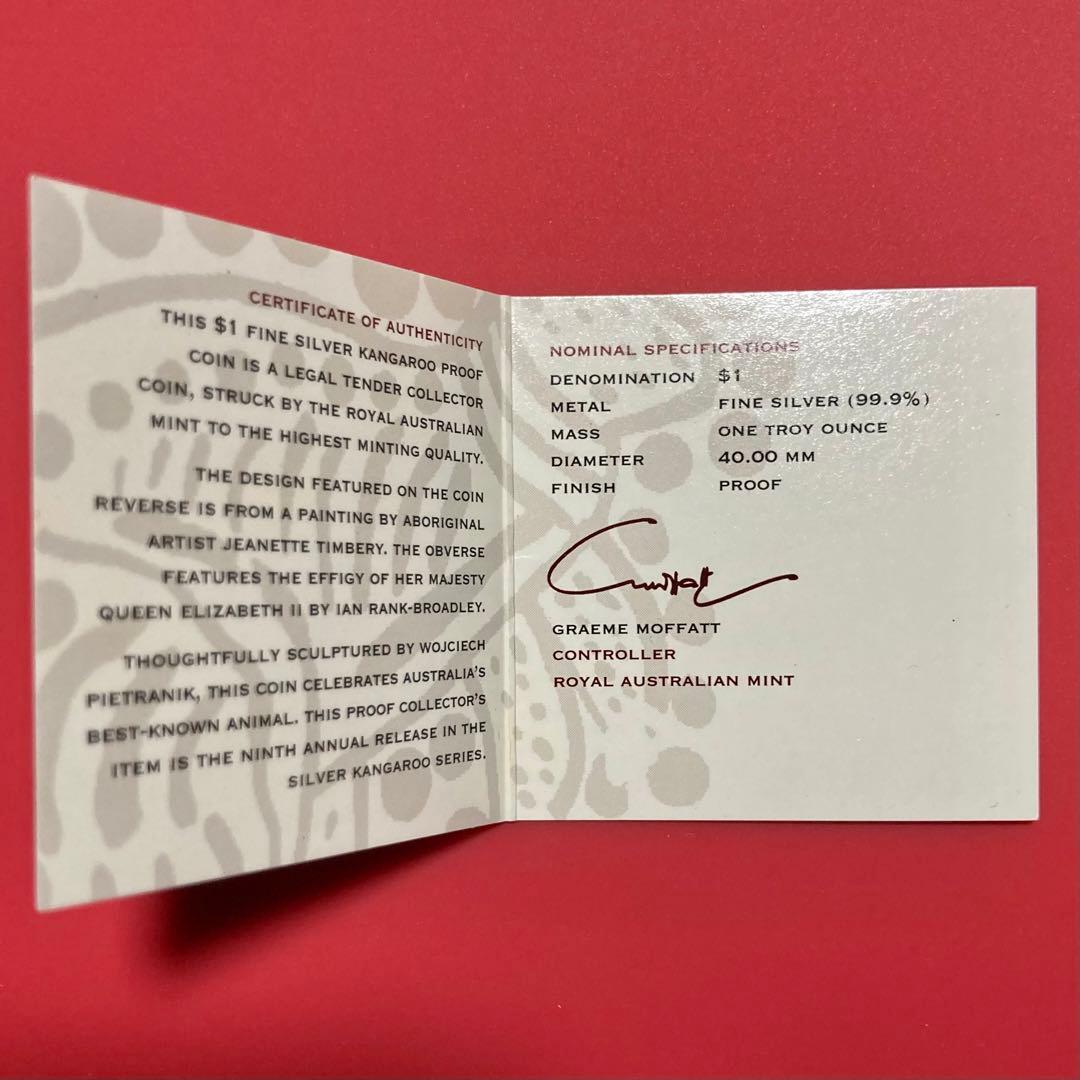 CERTIFICATE OF AUTHENTICITY
THIS $1 FINE SILVER KANGAROO PROOF
COIN IS A LEGAL TENDER COLLECTOR
COIN, STRUCK BY THE ROYAL AUSTRALIAN
MINT TO THE HIGHEST MINTING QUALITY.
THE DESIGN FEATURED ON THE COIN
REVERSE IS FROM A PAINTING BY ABORIGINAL
ARTIST JEANETTE TIMBERY. THE OBVERSE
FEATURES THE EFFIGY OF HER MAJESTY
QUEEN ELIZABETH II BY IAN RANK-BROADLEY.
THOUGHTFULLY SCULPTURED BY WOJCIECH
PIETRANIK, THIS COIN CELEBRATES AUSTRALIA'S
BEST-KNOWN ANIMAL. THIS PROOF COLLECTOR'S
ITEM IS THE NINTH ANNUAL RELEASE IN THE
SILVER KANGAROO SERIES.
NOMINAL SPECIFICATIONS
DENOMINATION $1
METAL FINE SILVER (99.9%)
MASS ONE TROY OUNCE
DIAMETER 40.00 MM
FINISH PROOF
GRAEME MOFFATT
CONTROLLER
ROYAL AUSTRALIAN MINT